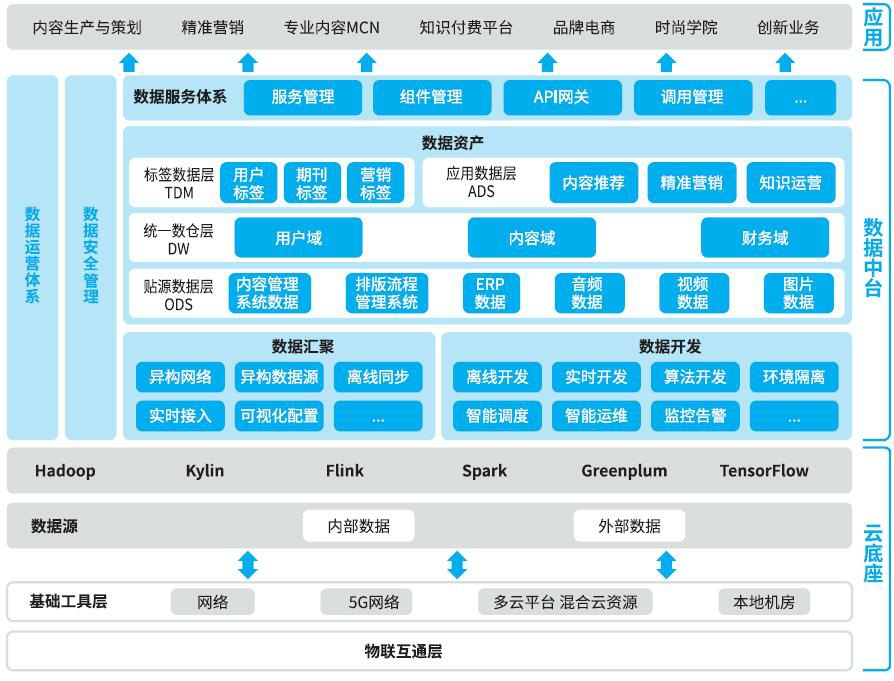 内容生产与策划 精准营销 专业内容MCN 知识付费平台 品牌电商 时尚学院 创新业务
应用
数据服务体系 服务管理 组件管理 API网关 调用管理 ...
数据资产
标签数据层
TDM
用户
标签
期刊
标签
营销
标签
应用数据层
ADS
内容推荐 精准营销 知识运营
统一数仓层
DW
用户域 内容域 财务域
贴源数据层
ODS
内容管理
系统数据
排版流程
管理系统
ERP
数据
音频
数据
视频
数据
图片
数据
数据运营体系
数据安全管理
数据中台
数据汇聚
异构网络 异构数据源 离线同步
实时接入 可视化配置 ...
数据开发
离线开发 实时开发 算法开发 环境隔离
智能调度 智能运维 监控告警 ...
Hadoop Kylin Flink Spark Greenplum TensorFlow
数据源 内部数据 外部数据
云底座
基础工具层 网络 5G网络 多云平台 混合云资源 本地机房
物联互通层